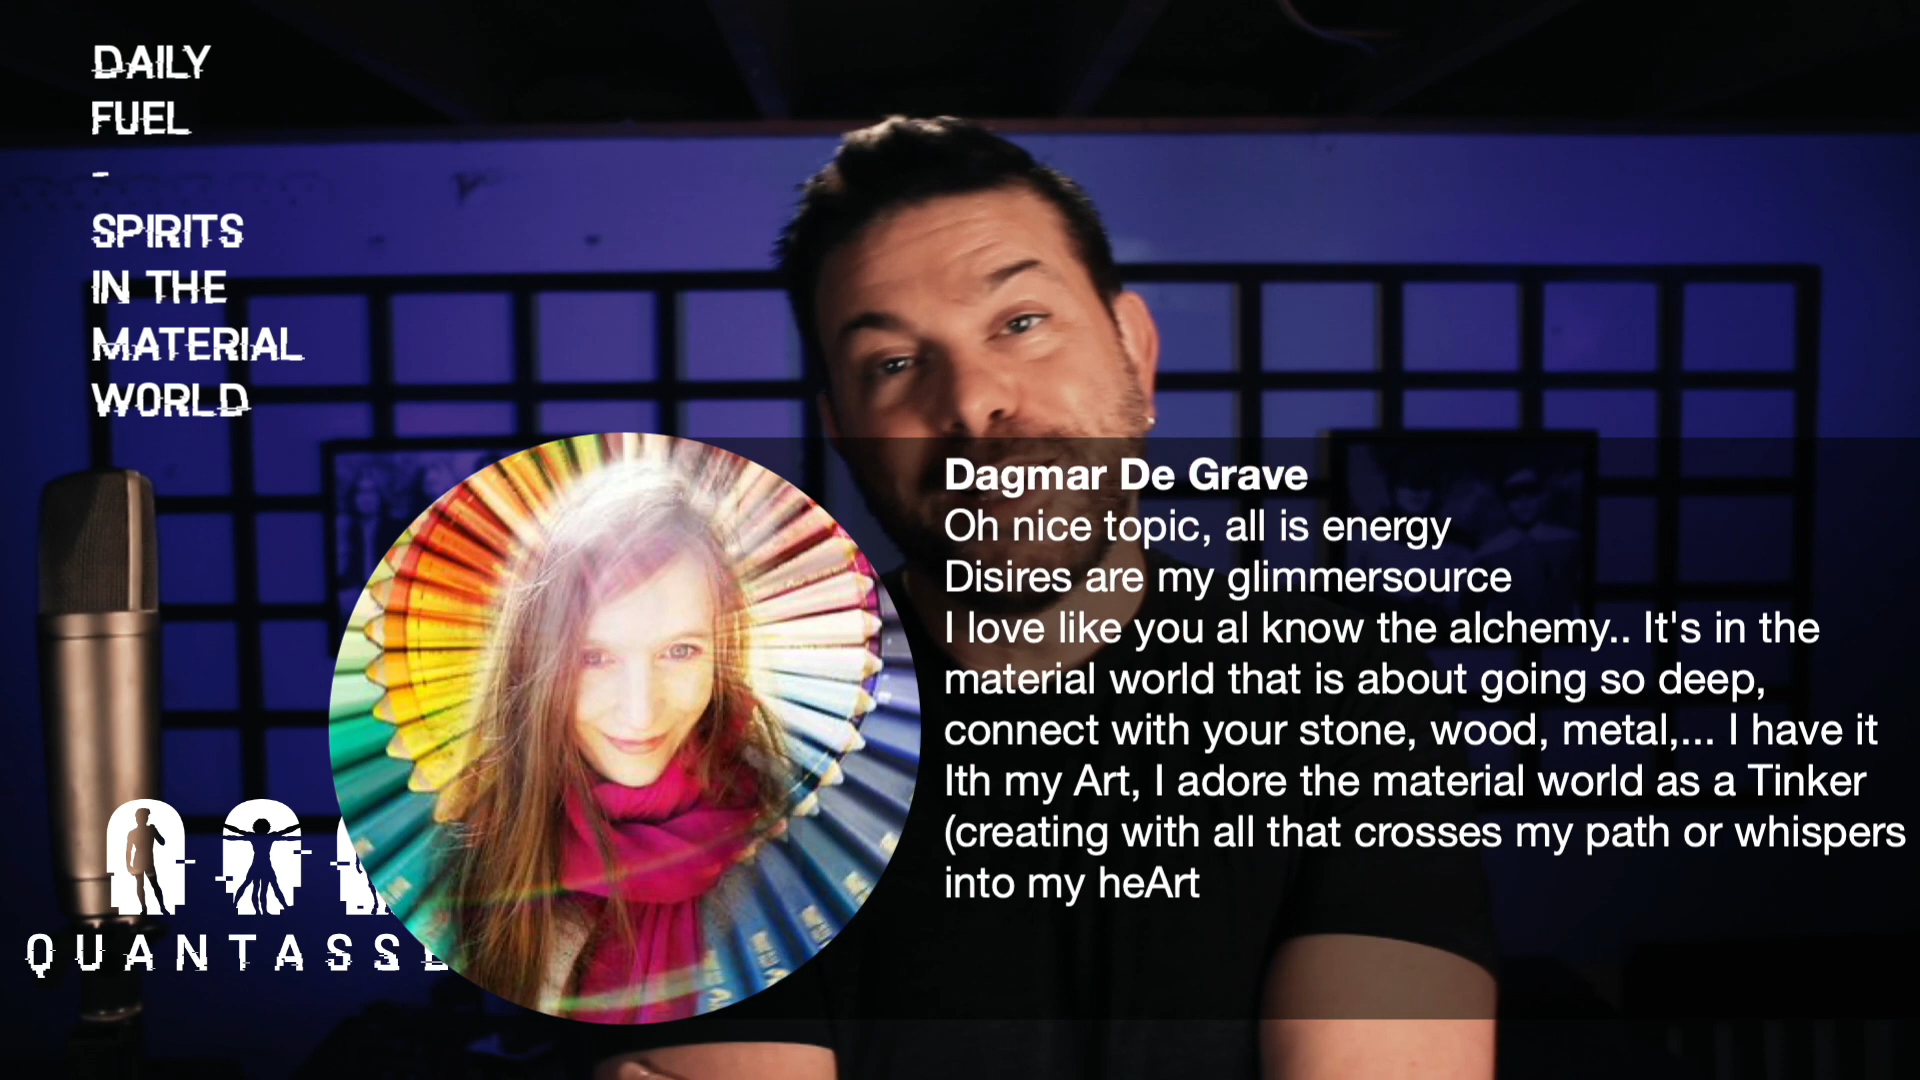 DAILY
FUEL
-
SPIRITS
IN THE
MATERIAL
WORLD
Dagmar De Grave
Oh nice topic, all is energy
Disires are my glimmersource
I love like you al know the alchemy.. It's in the
material world that is about going so deep,
connect with your stone, wood, metal,... I have it
Ith my Art, I adore the material world as a Tinker
(creating with all that crosses my path or whispers
into my heArt